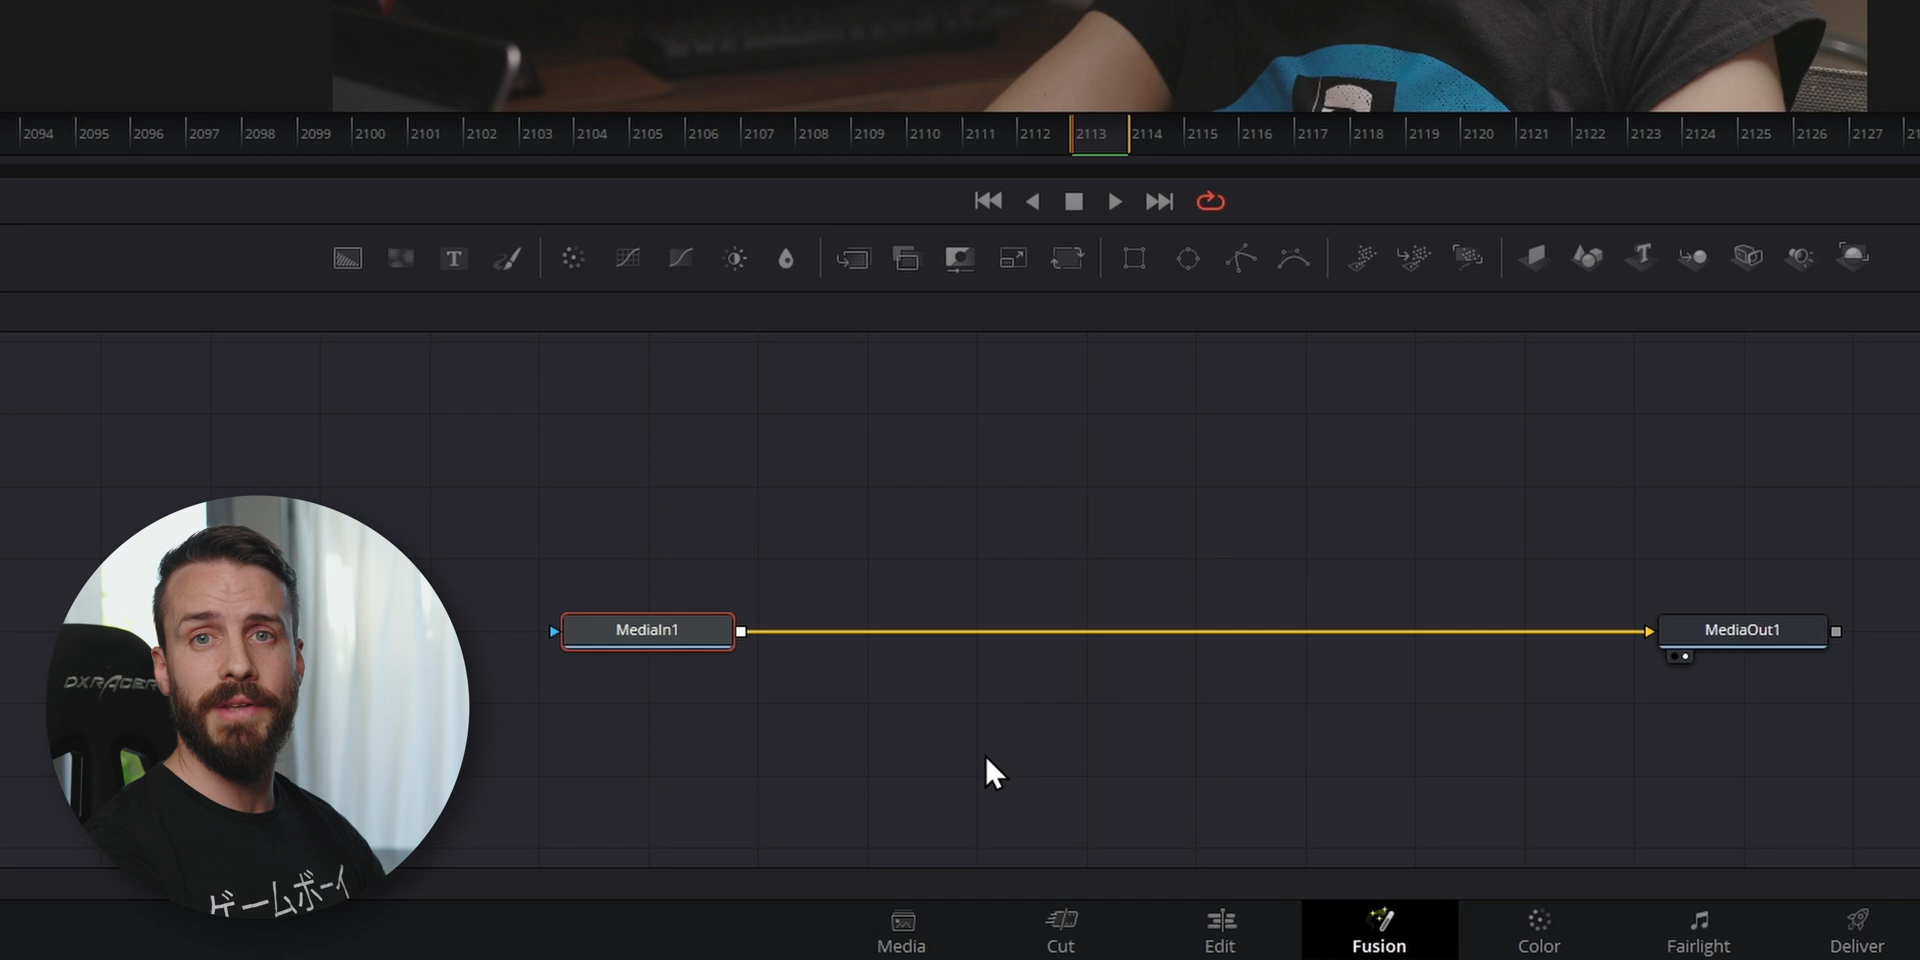 2094 2095 2096 2097 2098 2099 2100 2101 2102 2103 2104 2105 2106 2107 2108 2109 2110 2111 2112 2113 2114 2115 2116 2117 2118 2119 2120 2121 2122 2123 2124 2125 2126 2127
T
MediaIn1
MediaOut1
DXRACER
ゲームボーイ
Media Cut Edit Fusion Color Fairlight Deliver